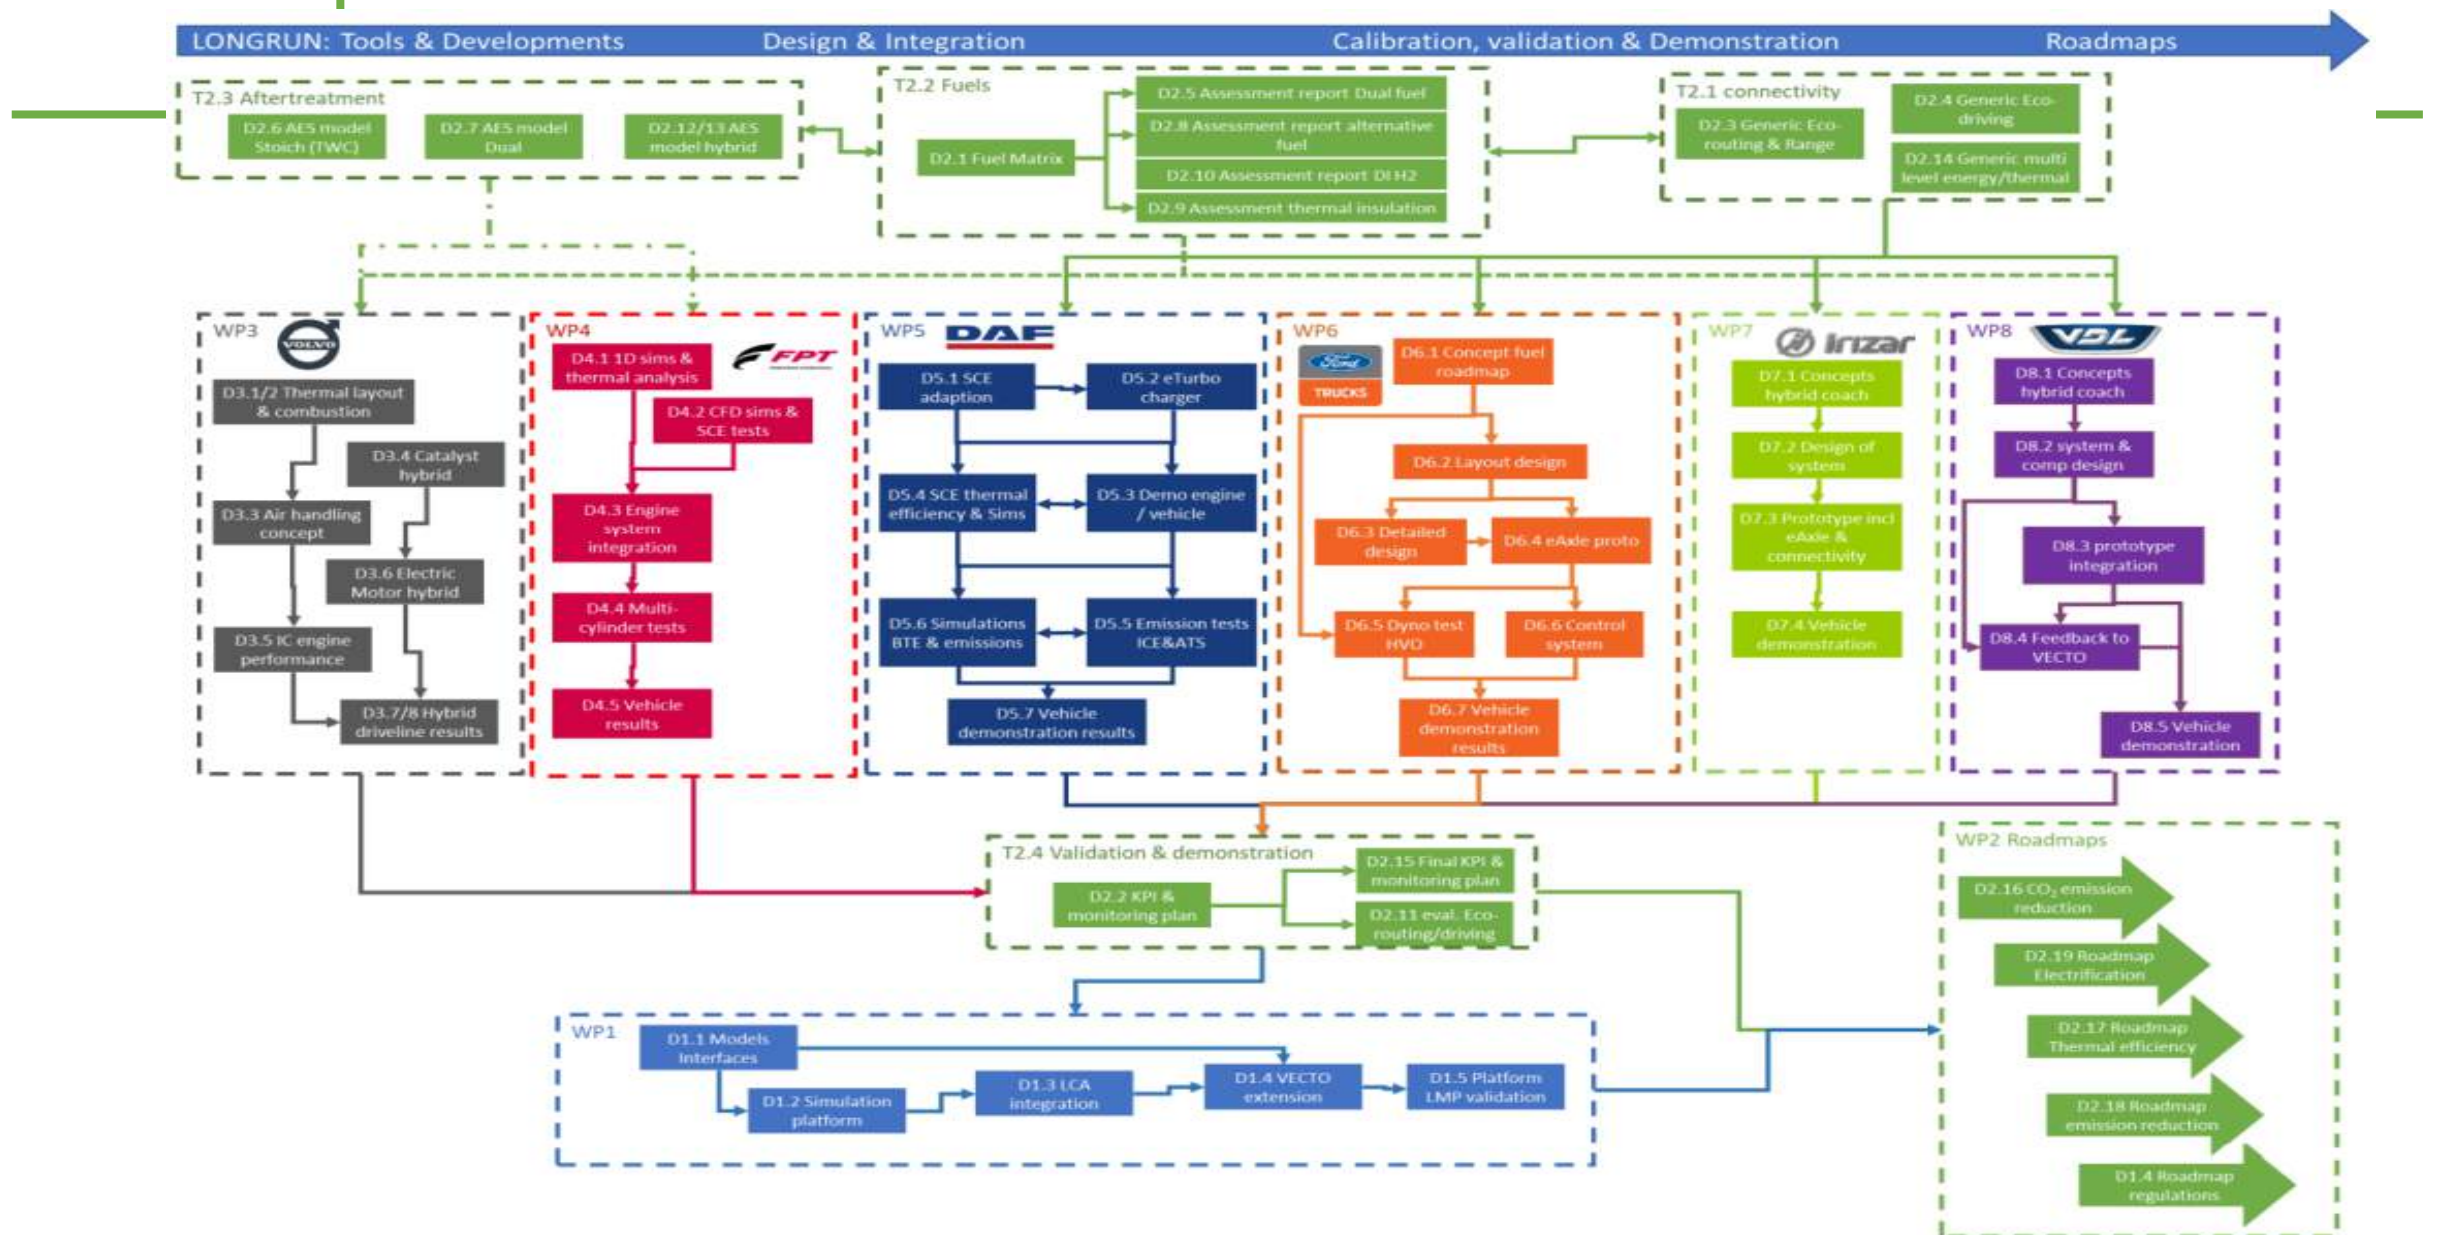 LONGRUN: Tools & Developments
Design & Integration
Calibration, validation & Demonstration
Roadmaps
T2.3 Aftertreatment
D2.6 AES model
Stoich (TWC)
D2.7 AES model
Dual
D2.12/13 AES
model hybrid
T2.2 Fuels
D2.1 Fuel Matrix
D2.5 Assessment report Dual fuel
D2.8 Assessment report alternative
fuel
D2.10 Assessment report DI H2
D2.9 Assessment thermal insulation
T2.1 connectivity
D2.3 Generic Eco-
routing & Range
D2.4 Generic Eco-
driving
D2.14 Generic multi
level energy/thermal
WP3
VOLVO
D3.1/2 Thermal layout
& combustion
D3.4 Catalyst
hybrid
D3.3 Air handling
concept
D3.6 Electric
Motor hybrid
D3.5 IC engine
performance
D3.7/8 Hybrid
driveline results
WP4
FPT
D4.1 1D sims &
thermal analysis
D4.2 CFD sims &
SCE tests
D4.3 Engine
system
integration
D4.4 Multi-
cylinder tests
D4.5 Vehicle
results
WP5
DAF
D5.1 SCE
adaption
D5.2 eTurbo
charger
D5.4 SCE thermal
efficiency & Sims
D5.3 Demo engine
/ vehicle
D5.6 Simulations
BTE & emissions
D5.5 Emission tests
ICE&ATS
D5.7 Vehicle
demonstration results
WP6
Ford
TRUCKS
D6.1 Concept fuel
roadmap
D6.2 Layout design
D6.3 Detailed
design
D6.4 eAxle proto
D6.5 Dyno test
HVO
D6.6 Control
system
D6.7 Vehicle
demonstration
results
WP7
Irizar
D7.1 Concepts
hybrid coach
D7.2 Design of
system
D7.3 Prototype incl
eAxle &
connectivity
D7.4 Vehicle
demonstration
WP8
VDL
D8.1 Concepts
hybrid coach
D8.2 system &
comp design
D8.3 prototype
integration
D8.4 Feedback to
VECTO
D8.5 Vehicle
demonstration
T2.4 Validation & demonstration
D2.2 KPI &
monitoring plan
D2.15 Final KPI &
monitoring plan
D2.11 eval. Eco-
routing/driving
WP2 Roadmaps
D2.16 CO₂ emission
reduction
D2.19 Roadmap
Electrification
D2.17 Roadmap
Thermal efficiency
D2.18 Roadmap
emission reduction
D1.4 Roadmap
regulations
WP1
D1.1 Models
Interfaces
D1.2 Simulation
platform
D1.3 LCA
integration
D1.4 VECTO
extension
D1.5 Platform
LMP validation